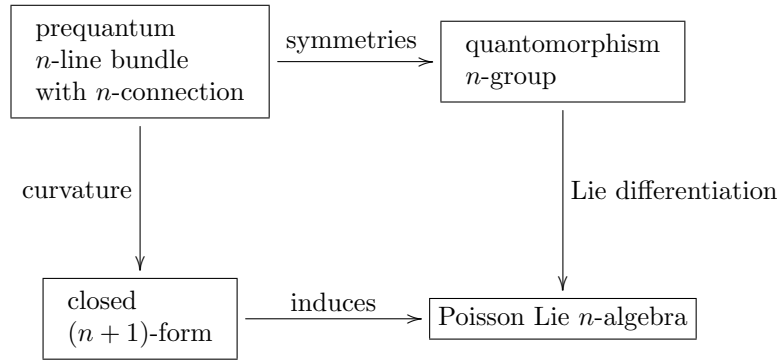 prequantum
n-line bundle
with n-connection
symmetries
quantomorphism
n-group
curvature
Lie differentiation
closed
(n + 1)-form
induces
Poisson Lie n-algebra